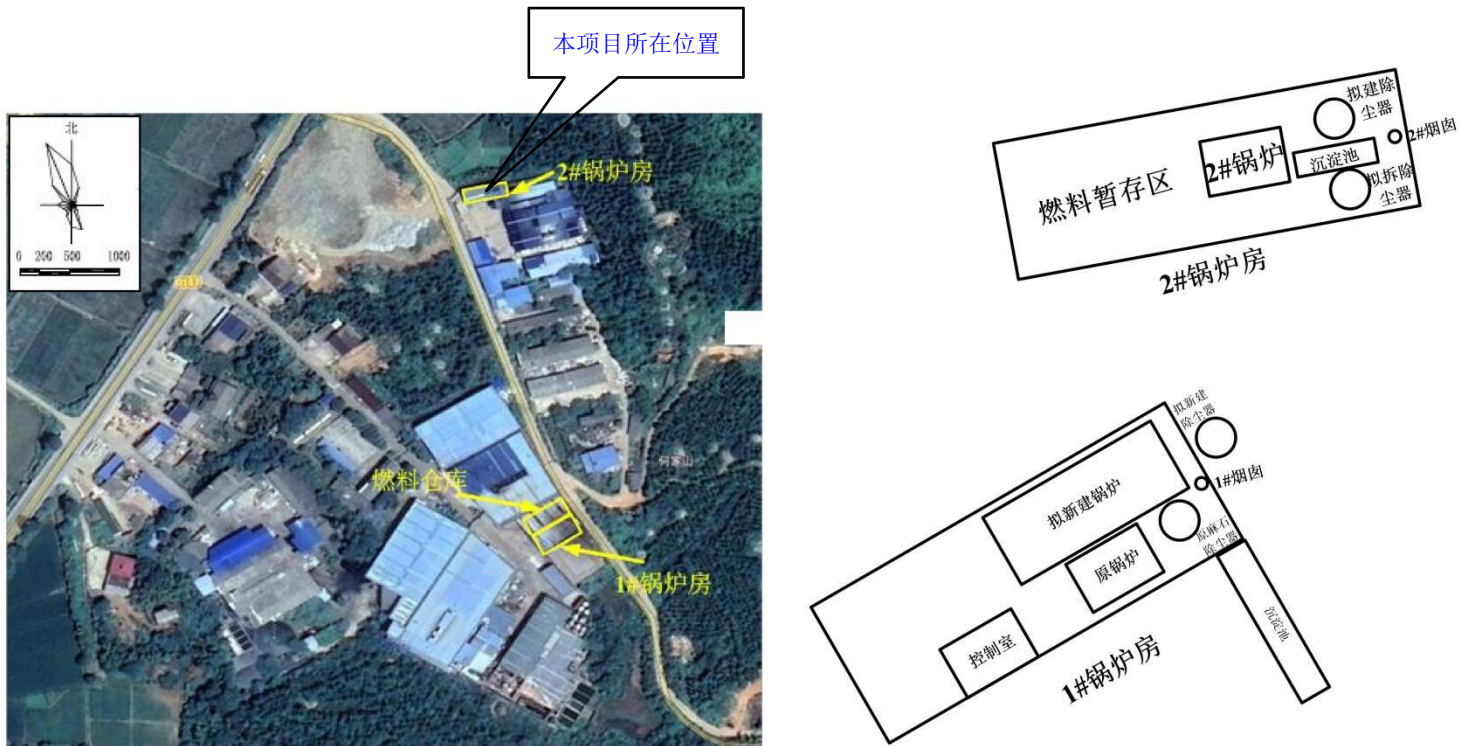 本项目所在位置
北
0 200 500 1000
2#锅炉房
燃料仓库
1#锅炉房
拟建除
尘器
2#烟囱
2#锅炉
沉淀池
拟拆除
尘器
燃料暂存区
2#锅炉房
拟新建
除尘器
拟新建锅炉
1#烟囱
原麻石
除尘器
原锅炉
控制室
沉淀池
1#锅炉房